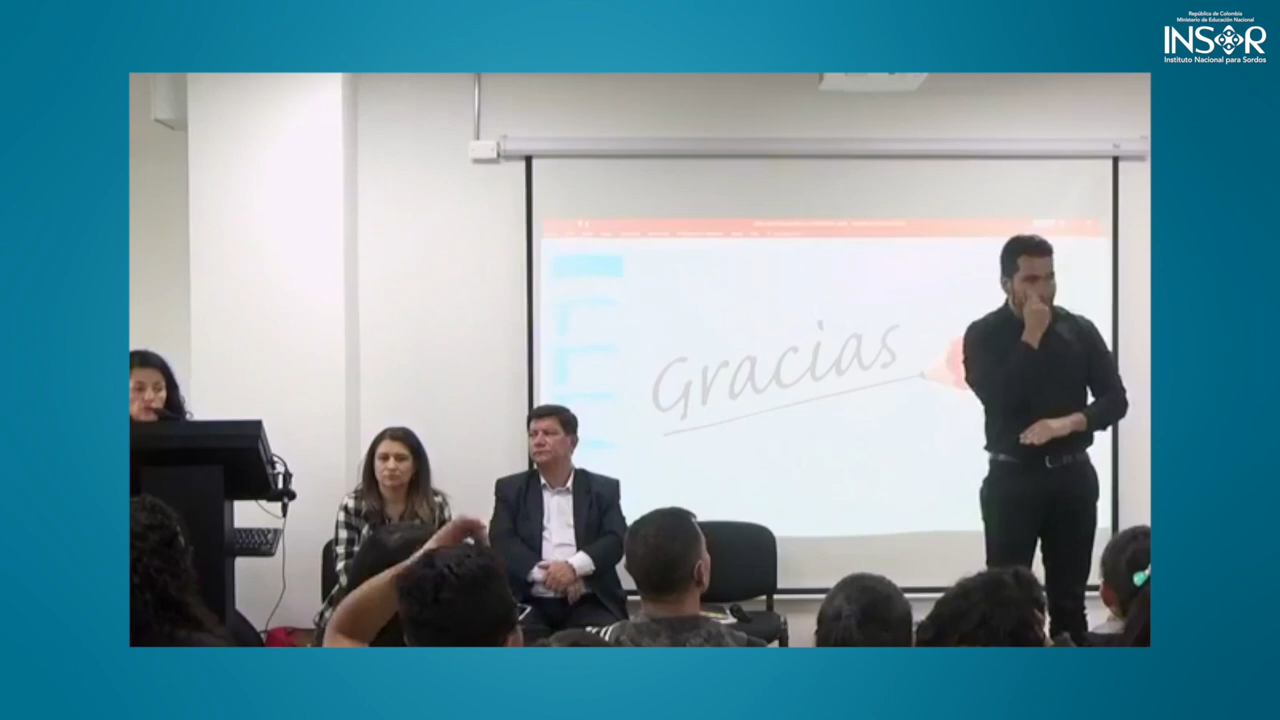 República de Colombia
Ministerio de Educación Nacional
INSOR
Instituto Nacional para Sordos
Gracias